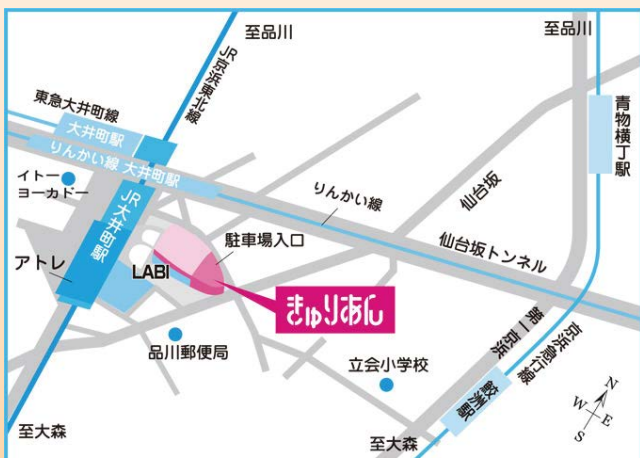 至品川
至品川
JR京浜東北線
東急大井町線
大井町駅
りんかい線 大井町駅
青物横丁駅
イトー
ヨーカドー
JR大井町駅
りんかい線
仙台坂
仙台坂トンネル
駐車場入口
アトレ
LABI
きゅりあん
品川郵便局
立会小学校
第一京浜
京浜急行線
鮫洲駅
至大森
至大森
N
W
E
S